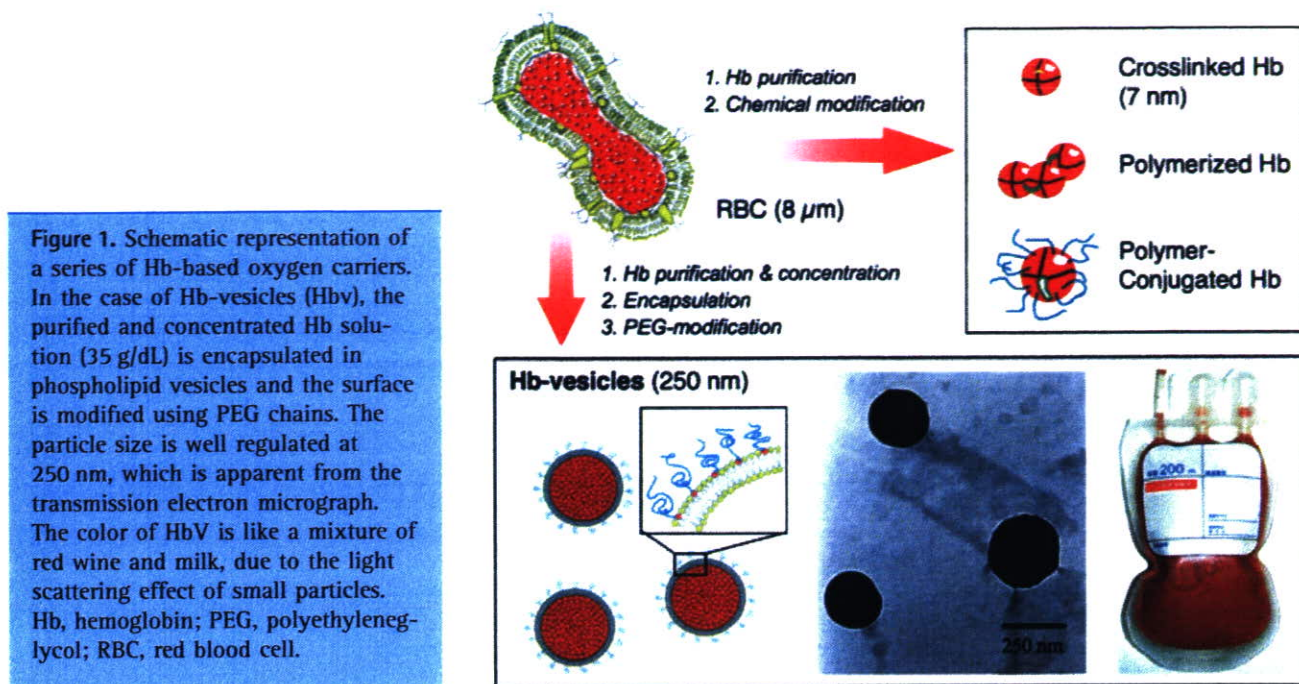 Figure 1. Schematic representation of
a series of Hb-based oxygen carriers.
In the case of Hb-vesicles (Hbv), the
purified and concentrated Hb solu-
tion (35 g/dL) is encapsulated in
phospholipid vesicles and the surface
is modified using PEG chains. The
particle size is well regulated at
250 nm, which is apparent from the
transmission electron micrograph.
The color of HbV is like a mixture of
red wine and milk, due to the light
scattering effect of small particles.
Hb, hemoglobin; PEG, polyethyleneg-
lycol; RBC, red blood cell.
1. Hb purification
2. Chemical modification
RBC (8 µm)
Crosslinked Hb
(7 nm)
Polymerized Hb
Polymer-
Conjugated Hb
1. Hb purification & concentration
2. Encapsulation
3. PEG-modification
Hb-vesicles (250 nm)
250 nm
200